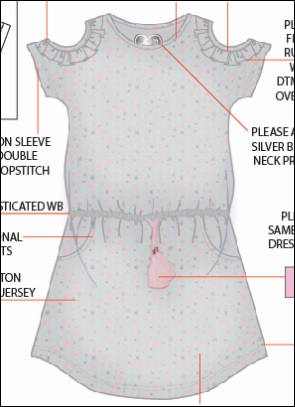 PL
FI
RU
W
DTM
OVE
PLEASE A
SILVER B
NECK PR
ON SLEEVE
DOUBLE
OPSTITCH
STICATED WB
ONAL
TS
TON
JERSEY
PL
SAME
DRES